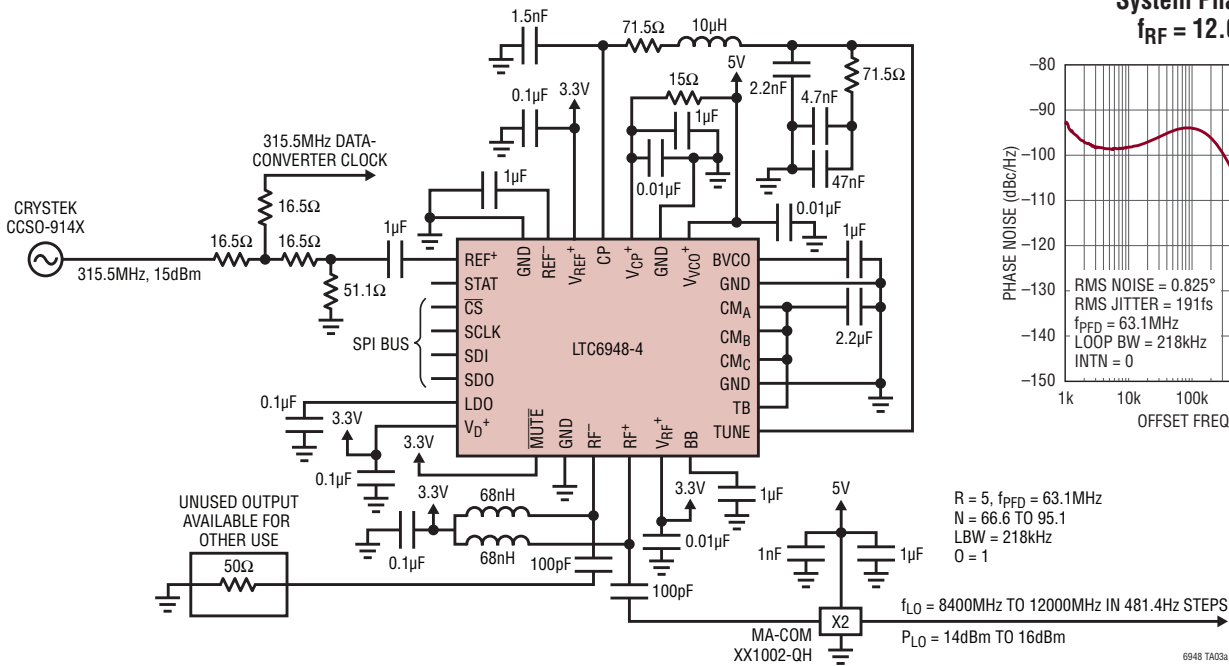 System Pha
fRF = 12.0
1.5nF
71.5Ω
10µH
5V
15Ω
71.5Ω
2.2nF
4.7nF
47nF
0.1µF
3.3V
1µF
0.01µF
0.01µF
1µF
1µF
315.5MHz DATA-
CONVERTER CLOCK
16.5Ω
CRYSTEK
CCSO-914X
16.5Ω
16.5Ω
1µF
315.5MHz, 15dBm
51.1Ω
GND
REF–
VREF+
CP
VCP+
GND
VVCO+
REF+
STAT
CS
SCLK
SDI
SDO
LDO
VD+
SPI BUS
LTC6948-4
BVCO
GND
CMA
CMB
CMC
GND
TB
TUNE
2.2µF
MUTE
GND
RF–
RF+
VRF+
BB
0.1µF
3.3V
0.1µF
3.3V
3.3V
68nH
68nH
0.1µF
100pF
100pF
3.3V
0.01µF
1µF
UNUSED OUTPUT
AVAILABLE FOR
OTHER USE
50Ω
5V
1nF
1µF
X2
MA-COM
XX1002-QH
R = 5, fPFD = 63.1MHz
N = 66.6 TO 95.1
LBW = 218kHz
O = 1
fLO = 8400MHz TO 12000MHz IN 481.4Hz STEPS
PLO = 14dBm TO 16dBm
6948 TA03a
PHASE NOISE (dBc/Hz)
–80
–90
–100
–110
–120
–130
–140
–150
RMS NOISE = 0.825°
RMS JITTER = 191fs
fPFD = 63.1MHz
LOOP BW = 218kHz
INTN = 0
1k
10k
100k
OFFSET FREQ